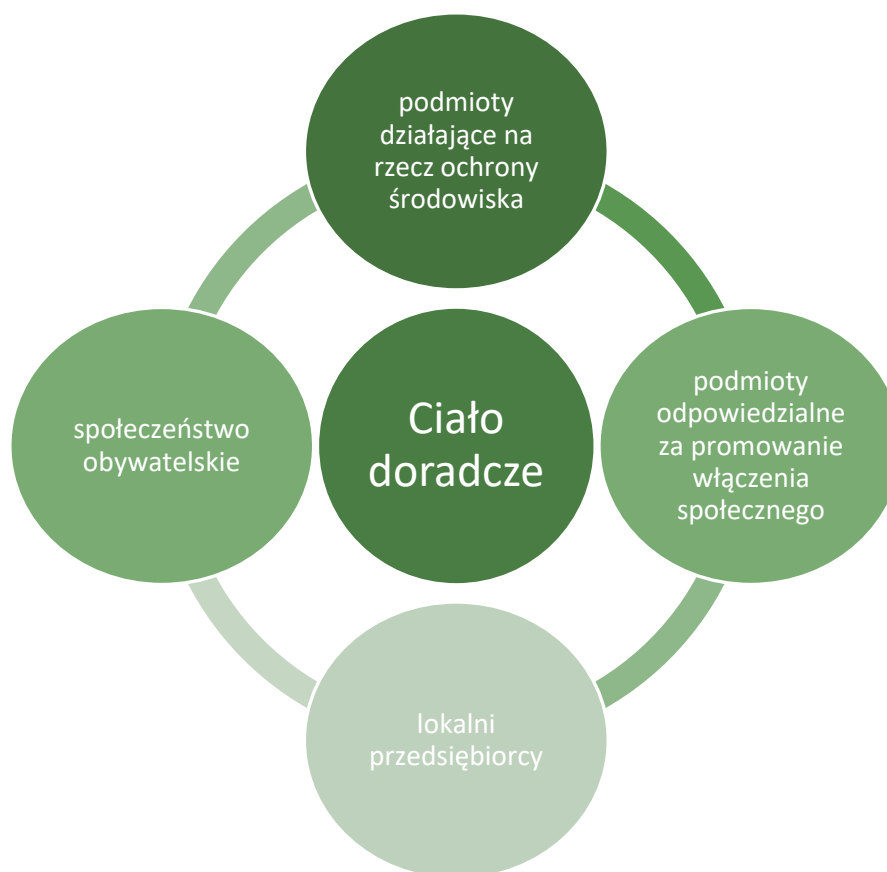 podmioty
działające na
rzecz ochrony
środowiska
społeczeństwo
obywatelskie
Ciało
doradcze
podmioty
odpowiedzialne
za promowanie
włączenia
społecznego
lokalni
przedsiębiorcy